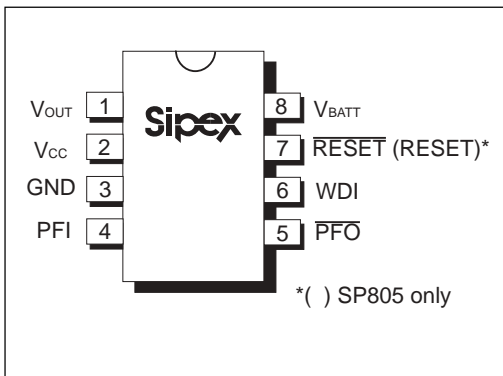 VOUT 1 Sipex 8 VBATT
VCC 2 7 RESET (RESET)*
GND 3 6 WDI
PFI 4 5 PFO
*( ) SP805 only